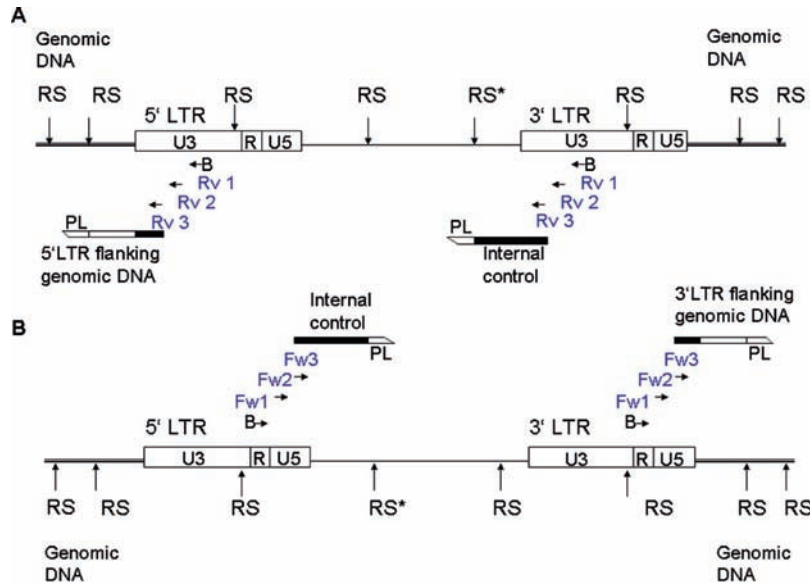 A
Genomic
DNA
Genomic
DNA
RS RS RS RS RS* RS RS RS
5' LTR 3' LTR
U3 R U5 U3 R U5
B B
Rv 1 Rv 1
Rv 2 Rv 2
Rv 3 Rv 3
PL PL
5'LTR flanking
genomic DNA
Internal
control
B
Internal
control
3'LTR flanking
genomic DNA
PL PL
Fw3 Fw3
Fw2 Fw2
Fw1 Fw1
B B
5' LTR 3' LTR
U3 R U5 U3 R U5
RS RS RS RS* RS RS RS RS
Genomic
DNA
Genomic
DNA